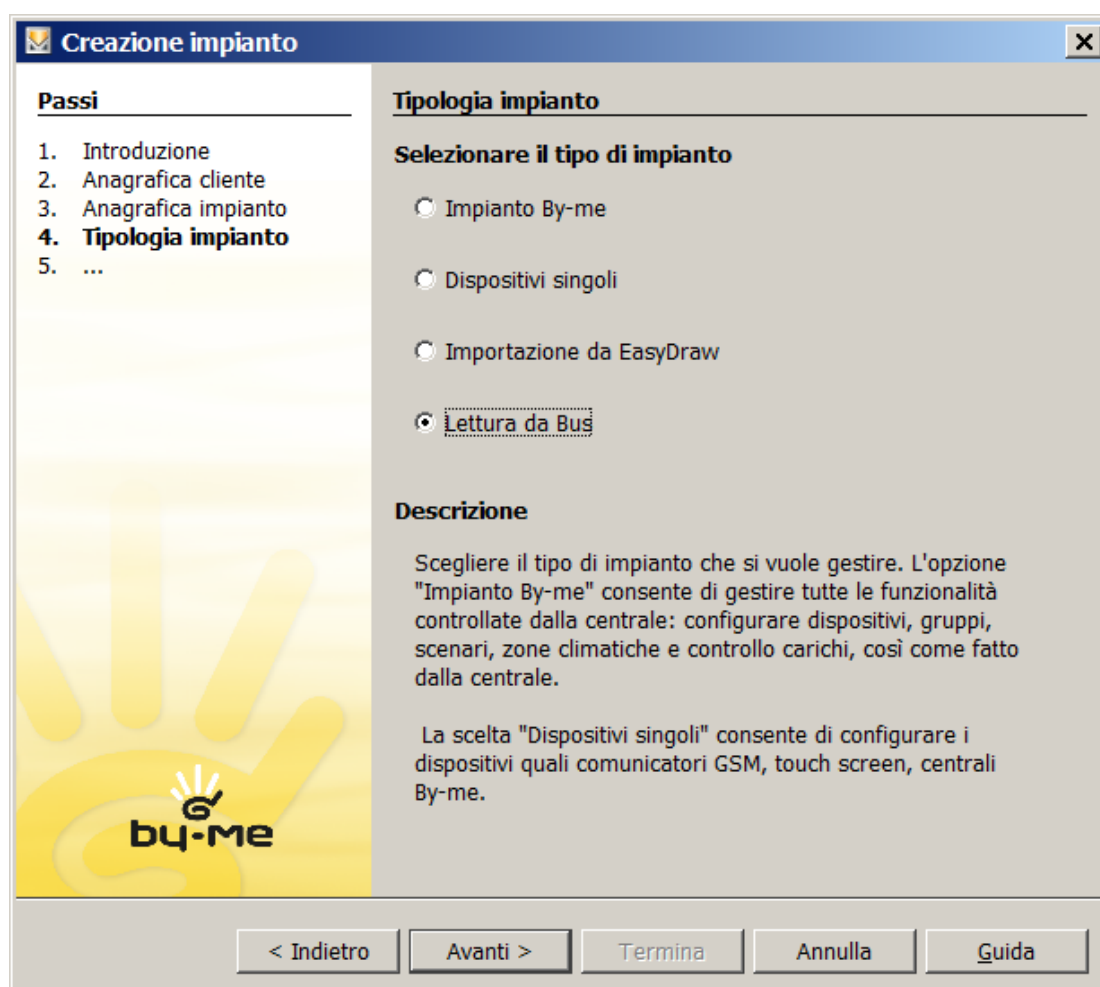 Creazione impianto
Passi
1. Introduzione
2. Anagrafica cliente
3. Anagrafica impianto
4. Tipologia impianto
5. ...
by-me
Tipologia impianto
Selezionare il tipo di impianto
Impianto By-me
Dispositivi singoli
Importazione da EasyDraw
Lettura da Bus
Descrizione
Scegliere il tipo di impianto che si vuole gestire. L'opzione
"Impianto By-me" consente di gestire tutte le funzionalità
controllate dalla centrale: configurare dispositivi, gruppi,
scenari, zone climatiche e controllo carichi, così come fatto
dalla centrale.
La scelta "Dispositivi singoli" consente di configurare i
dispositivi quali comunicatori GSM, touch screen, centrali
By-me.
< Indietro
Avanti >
Termina
Annulla
Guida